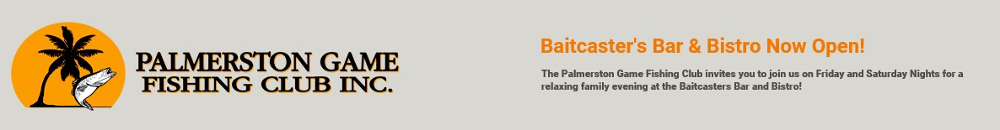 PALMERSTON GAME
FISHING CLUB INC.
Baitcaster's Bar & Bistro Now Open!
The Palmerston Game Fishing Club invites you to join us on Friday and Saturday Nights for a
relaxing family evening at the Baitcasters Bar and Bistro!